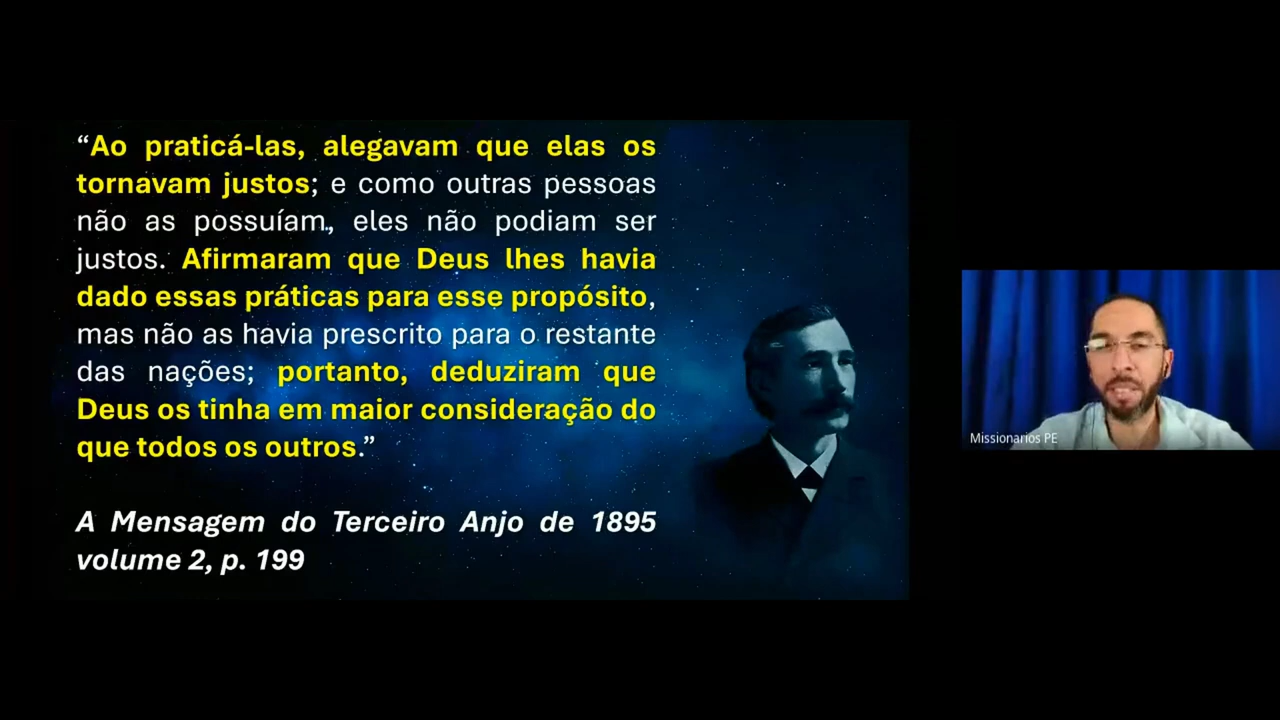 “Ao praticá-las, alegavam que elas os
tornavam justos; e como outras pessoas
não as possuíam., eles não podiam ser
justos. Afirmaram que Deus lhes havia
dado essas práticas para esse propósito,
mas não as havia prescrito para o restante
das nações; portanto, deduziram que
Deus os tinha em maior consideração do
que todos os outros.”
A Mensagem do Terceiro Anjo de 1895
volume 2, p. 199
Missionarios PE